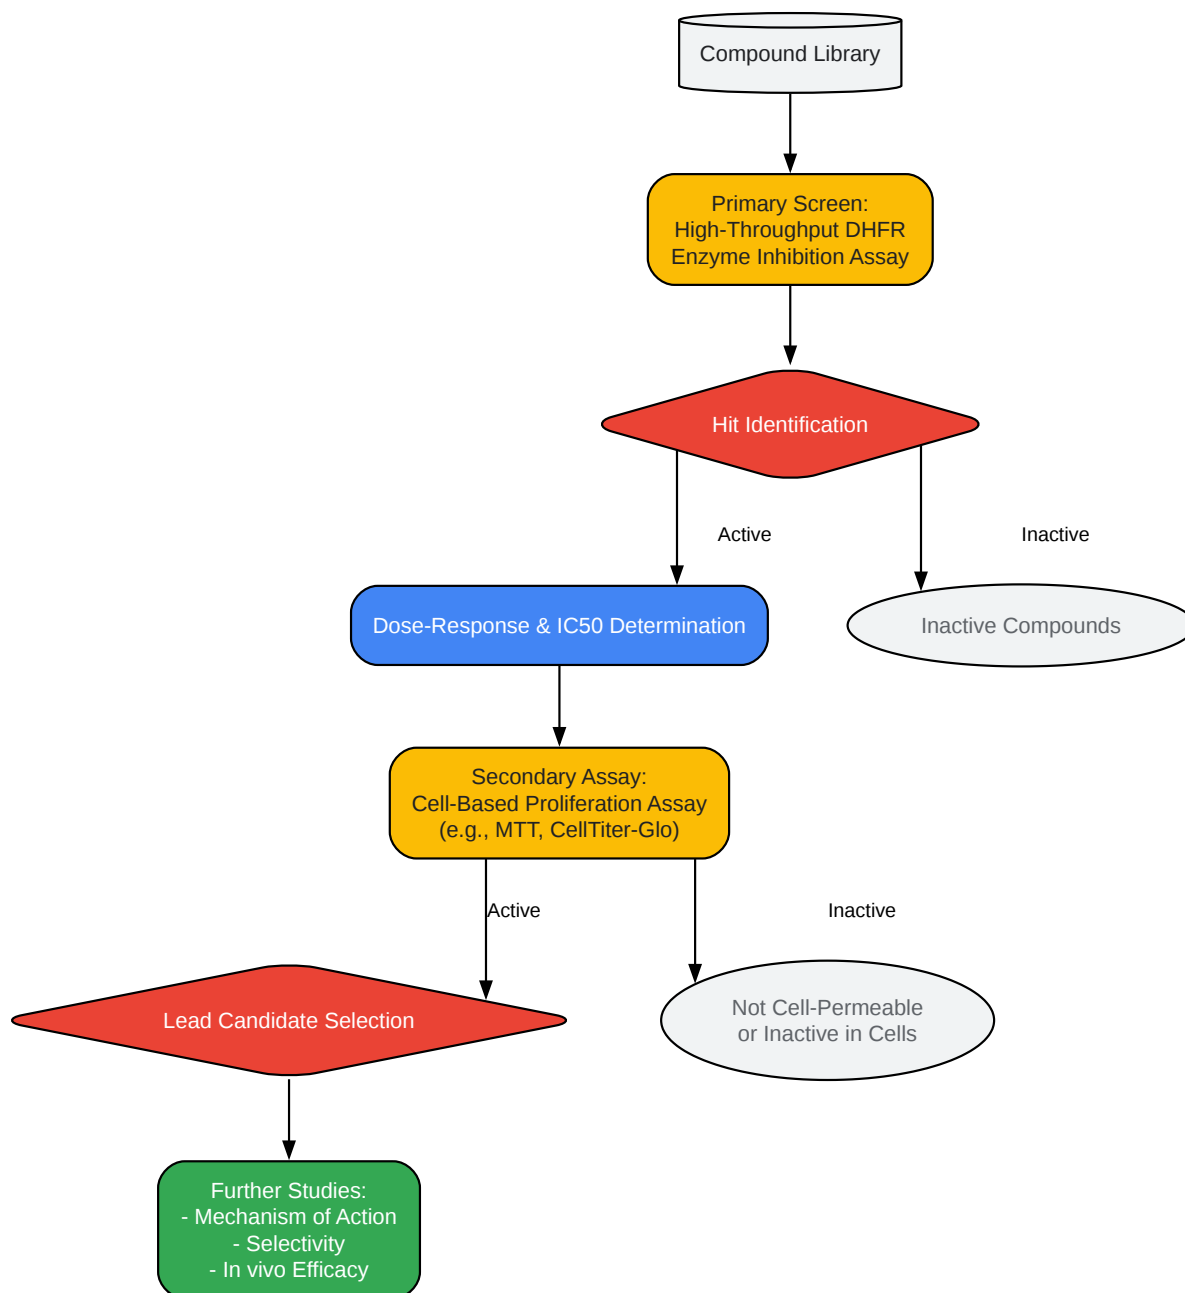 Compound Library
Primary Screen:
High-Throughput DHFR
Enzyme Inhibition Assay
Hit Identification
Active
Inactive
Dose-Response & IC50 Determination
Inactive Compounds
Secondary Assay:
Cell-Based Proliferation Assay
(e.g., MTT, CellTiter-Glo)
Active
Inactive
Lead Candidate Selection
Not Cell-Permeable
or Inactive in Cells
Further Studies:
- Mechanism of Action
- Selectivity
- In vivo Efficacy